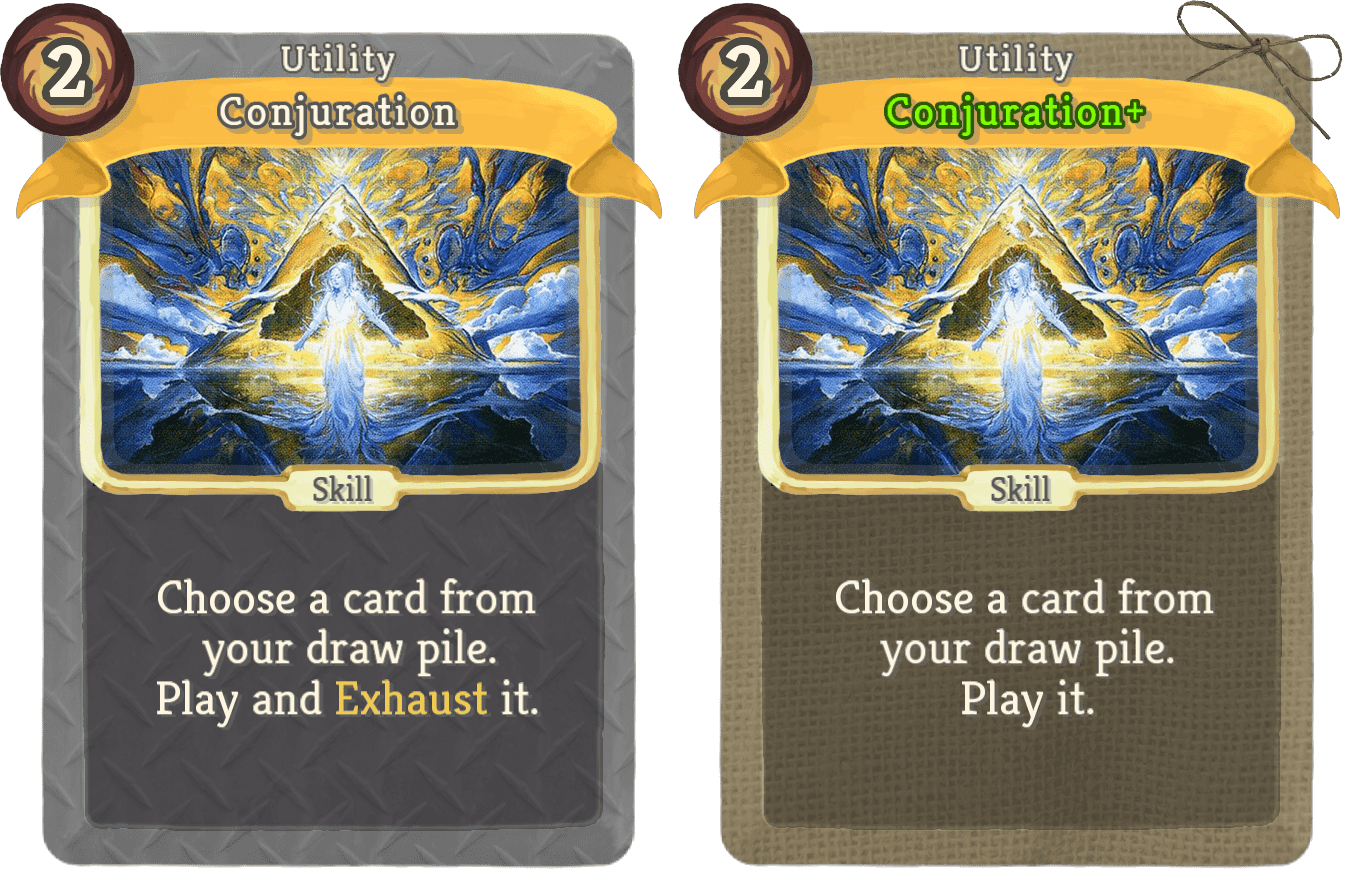 2
Utility
Conjuration
Skill
Choose a card from
your draw pile.
Play and Exhaust it.
2
Utility
Conjuration+
Skill
Choose a card from
your draw pile.
Play it.